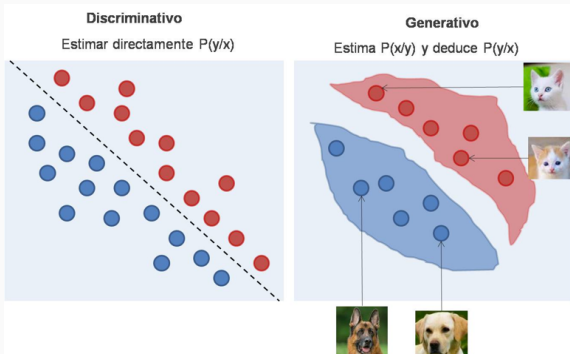 Discriminativo
Estimar directamente P(y/x)
Generativo
Estima P(x/y) y deduce P(y/x)